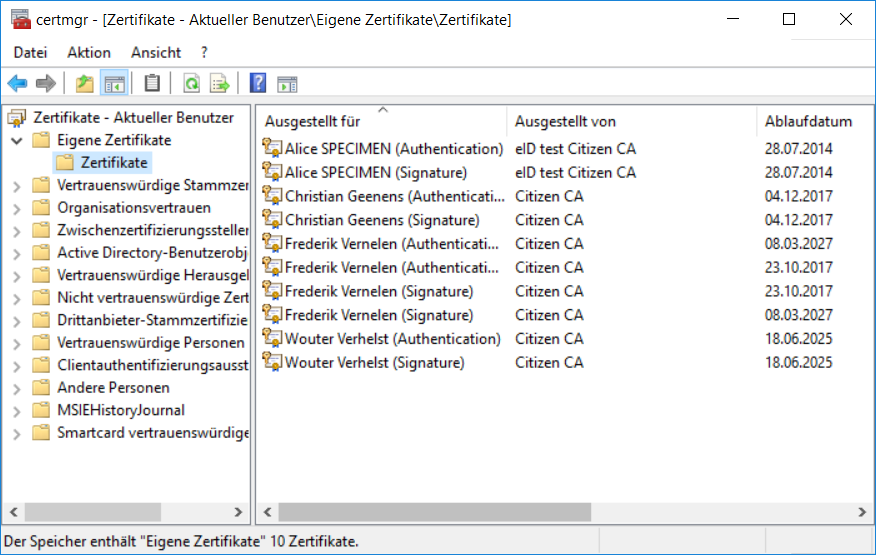 certmgr - [Zertifikate - Aktueller Benutzer\Eigene Zertifikate\Zertifikate]
Datei Aktion Ansicht ?
Zertifikate - Aktueller Benutzer
Eigene Zertifikate
Zertifikate
Vertrauenswürdige Stammzer
Organisationsvertrauen
Zwischenzertifizierungssteller
Active Directory-Benutzerobj
Vertrauenswürdige Herausgel
Nicht vertrauenswürdige Zert
Drittanbieter-Stammzertifizie
Vertrauenswürdige Personen
Clientauthentifizierungsausst
Andere Personen
MSIEHistoryJournal
Smartcard vertrauenswürdige
Ausgestellt für Ausgestellt von Ablaufdatum
Alice SPECIMEN (Authentication) eID test Citizen CA 28.07.2014
Alice SPECIMEN (Signature) eID test Citizen CA 28.07.2014
Christian Geenens (Authenticati... Citizen CA 04.12.2017
Christian Geenens (Signature) Citizen CA 04.12.2017
Frederik Vernelen (Authenticati... Citizen CA 08.03.2027
Frederik Vernelen (Authenticati... Citizen CA 23.10.2017
Frederik Vernelen (Signature) Citizen CA 23.10.2017
Frederik Vernelen (Signature) Citizen CA 08.03.2027
Wouter Verhelst (Authentication) Citizen CA 18.06.2025
Wouter Verhelst (Signature) Citizen CA 18.06.2025
Der Speicher enthält "Eigene Zertifikate" 10 Zertifikate.